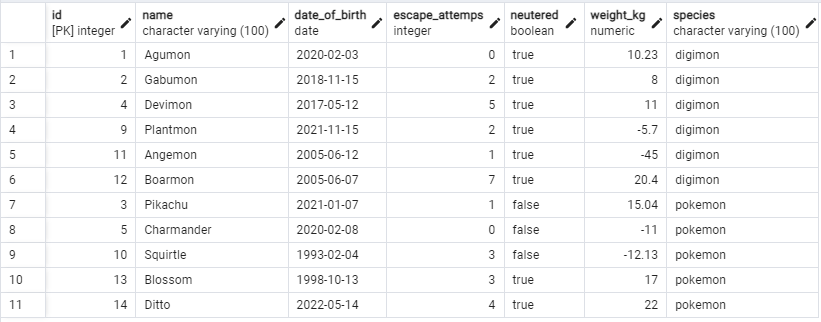 id name date_of_birth escape_attemps neutered weight_kg species
[PK] integer character varying (100) date integer boolean numeric character varying (100)
1 1 Agumon 2020-02-03 0 true 10.23 digimon
2 2 Gabumon 2018-11-15 2 true 8 digimon
3 4 Devimon 2017-05-12 5 true 11 digimon
4 9 Plantmon 2021-11-15 2 true -5.7 digimon
5 11 Angemon 2005-06-12 1 true -45 digimon
6 12 Boarmon 2005-06-07 7 true 20.4 digimon
7 3 Pikachu 2021-01-07 1 false 15.04 pokemon
8 5 Charmander 2020-02-08 0 false -11 pokemon
9 10 Squirtle 1993-02-04 3 false -12.13 pokemon
10 13 Blossom 1998-10-13 3 true 17 pokemon
11 14 Ditto 2022-05-14 4 true 22 pokemon